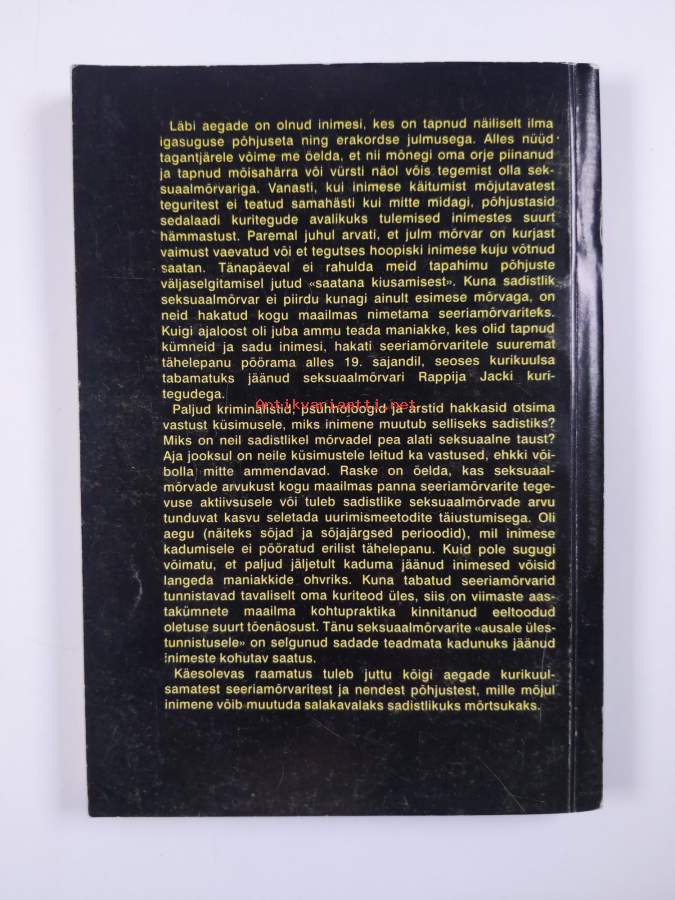 Läbi aegade on olnud inimesi, kes on tapnud näiliselt ilma
igasuguse põhjuseta ning erakordse julmusega. Alles nüüd
tagantjärele võime me öelda, et nii mõnegi oma orje piinanud
ja tapnud mõisahärra või vürsti näol võis tegemist olla sek-
suaalmõrvariga. Vanasti, kui inimese käitumist mõjutavatest
teguritest ei teatud samahästi kui mitte midagi, põhjustasid
sedalaadi kuritegude avalikuks tulemised inimestes suurt
hämmastust. Paremal juhul arvati, et julm mõrvar on kurjast
vaimust vaevatud või et tegutses hoopiski inimese kuju võtnud
saatan. Tänapäeval ei rahulda meid tapahimu põhjuste
väljaselgitamisel jutud «saatana kiusamisest». Kuna sadistlik
seksuaalmõrvar ei piirdu kunagi ainult esimese mõrvaga, on
neid hakatud kogu maailmas nimetama seeriamõrvariteks.
Kuigi ajaloost oli juba ammu teada maniakke, kes olid tapnud
kümneid ja sadu inimesi, hakati seeriamõrvaritele suuremat
tähelepanu pöörama alles 19. sajandil, seoses kurikuulsa
tabamatuks jäänud seksuaalmõrvari Rappija Jacki kuri-
tegudega.
Antikvariantti.net
Paljud kriminalistid, psühholoogid ja arstid hakkasid otsima
vastust küsimusele, miks inimene muutub selliseks sadistiks?
Miks on neil sadistlikel mõrvadel pea alati seksuaalne taust?
Aja jooksul on neile küsimustele leitud ka vastused, ehkki või-
bolla mitte ammendavad. Raske on öelda, kas seksuaal-
mõrvade arvukust kogu maailmas panna seeriamõrvarite tege-
vuse aktiivsusele või tuleb sadistlike seksuaalmõrvade arvu
tunduvat kasvu seletada uurimismeetodite täiustumisega. Oli
aegu (näiteks sõjad ja sõjajärgsed perioodid), mil inimese
kadumisele ei pööratud erilist tähelepanu. Kuid pole sugugi
võimatu, et paljud jäljetult kaduma jäänud inimesed võisid
langeda maniakkide ohvriks. Kuna tabatud seeriamõrvarid
tunnistavad tavaliselt oma kuriteod üles, siis on viimaste aas-
takümnete maailma kohtupraktika kinnitanud eeltoodud
oletuse suurt tõenäosust. Tänu seksuaalmõrvarite «ausale üles-
tunnistusele» on selgunud sadade teadmata kadunuks jäänud
inimeste kohutav saatus.
Käesolevas raamatus tuleb juttu kõigi aegade kurikuul-
samatest seeriamõrvaritest ja nendest põhjustest, mille mõjul
inimene võib muutuda salakavalaks sadistlikuks mõrtsukaks.